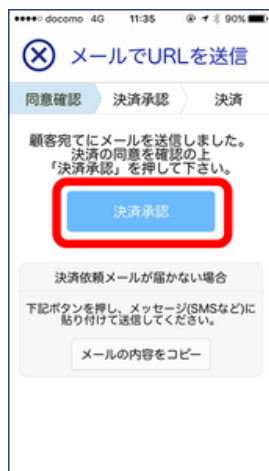 docomo 4G 11:35 90%
メールでURLを送信
同意確認 決済承認 決済
顧客宛てにメールを送信しました。
決済の同意を確認の上
「決済承認」を押して下さい。
決済承認
決済依頼メールが届かない場合
下記ボタンを押し、メッセージ(SMSなど)に
貼り付けて送信してください。
メールの内容をコピー